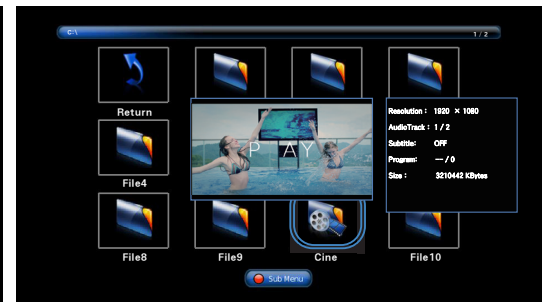 C:\
1 / 2
Return
Resolution : 1920 × 1080
AudioTrack : 1 / 2
Subtitle: OFF
Program: -- / 0
Size : 3210442 KBytes
P AY
File4
File8
File9
Cine
File10
Sub Menu